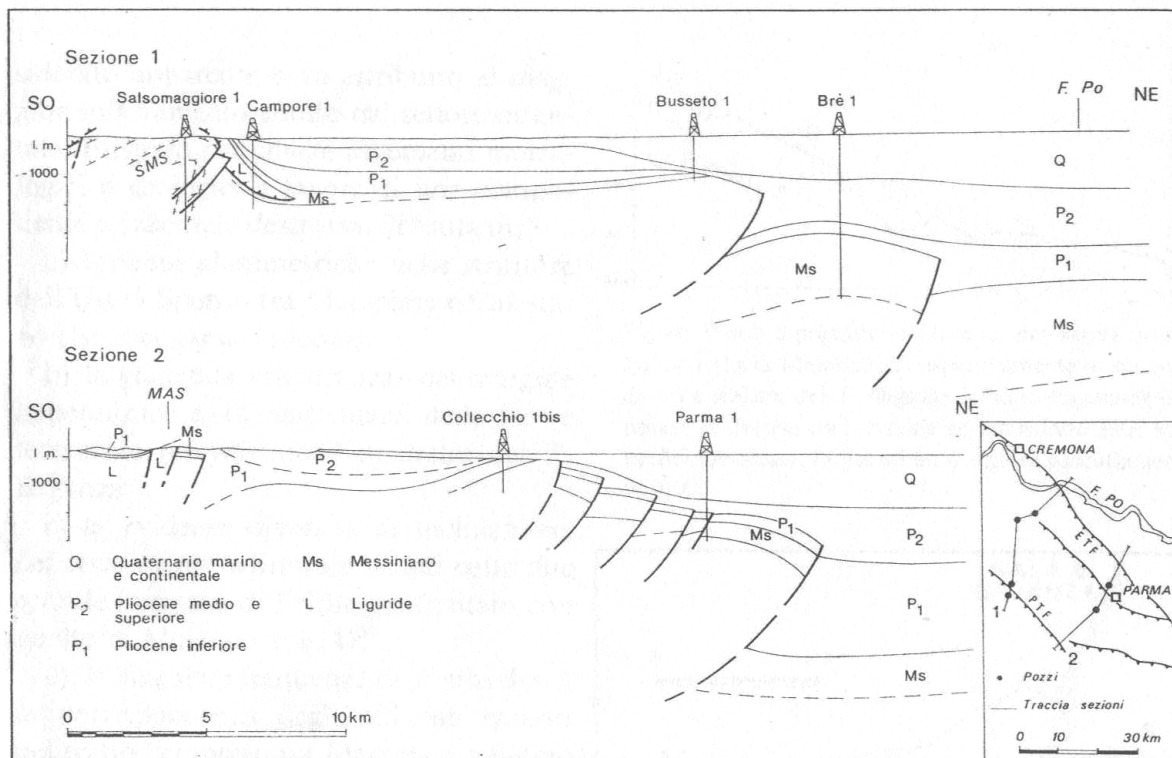 Sezione 1
Salsomaggiore 1
Campore 1
Busseto 1
Bré 1
F. Po
SO
NE
l m.
1000
SMS
L
L
P2
P1
Ms
Q
P2
P1
Ms
Ms
Sezione 2
SO
MAS
Collecchio 1bis
Parma 1
NE
P1
Ms
l m.
1000
L
L
P1
P2
Q
P1
Ms
P2
P1
Ms
Q Quaternario marino e continentale
Ms Messiniano
P2 Pliocene medio e superiore
L Liguride
P1 Pliocene inferiore
0 5 10 km
CREMONA
F. PO
ETF
PARMA
PTF
1
2
Pozzi
Traccia sezioni
0 10 30 km